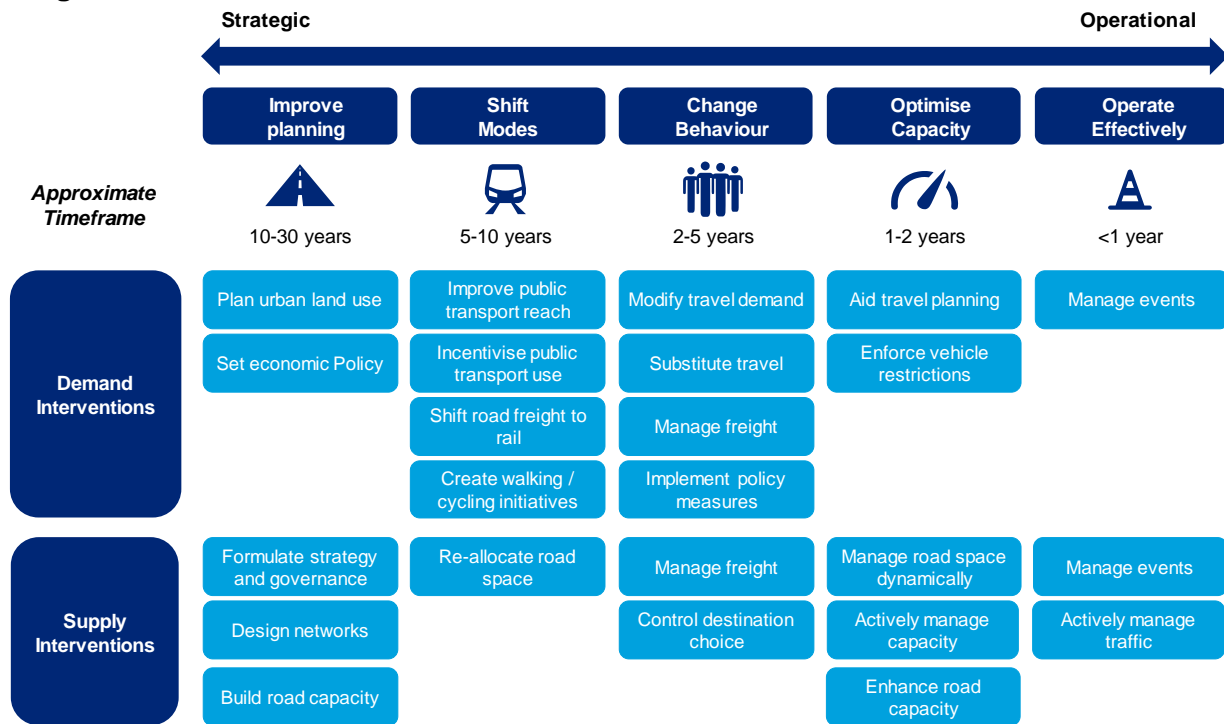 Strategic
Operational
Improve
planning
Shift
Modes
Change
Behaviour
Optimise
Capacity
Operate
Effectively
Approximate
Timeframe
10-30 years
5-10 years
2-5 years
1-2 years
<1 year
Demand
Interventions
Plan urban land use
Improve public
transport reach
Modify travel demand
Aid travel planning
Manage events
Set economic Policy
Incentivise public
transport use
Substitute travel
Enforce vehicle
restrictions
Shift road freight to
rail
Manage freight
Create walking /
cycling initiatives
Implement policy
measures
Supply
Interventions
Formulate strategy
and governance
Re-allocate road
space
Manage freight
Manage road space
dynamically
Manage events
Design networks
Control destination
choice
Actively manage
capacity
Actively manage
traffic
Build road capacity
Enhance road
capacity